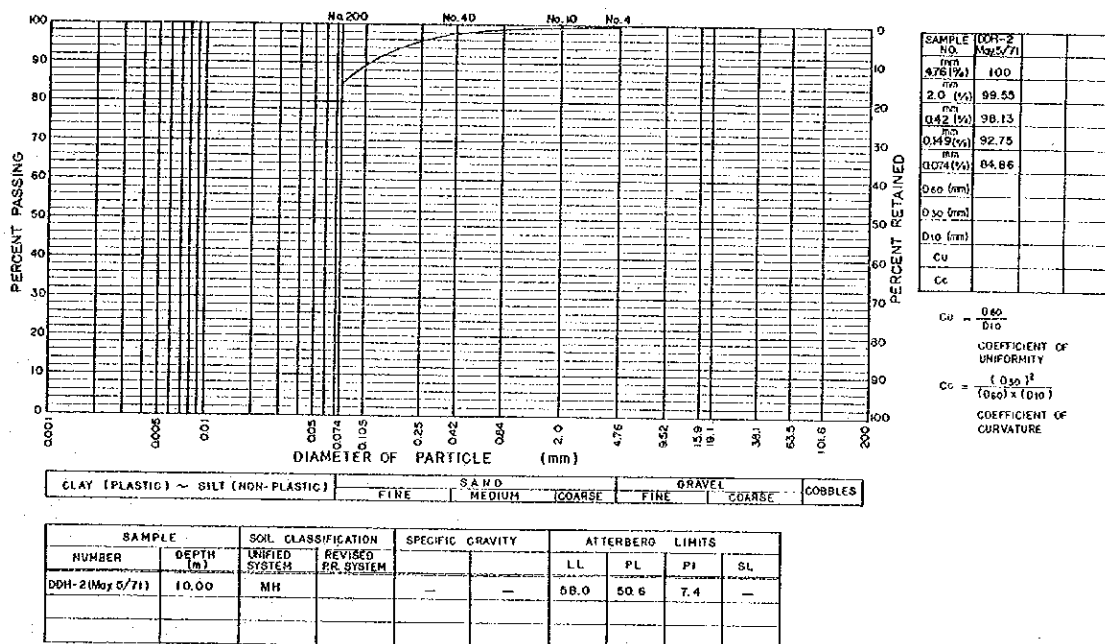 No.200 No.40 No.10 No.4
PERCENT PASSING
100
90
80
70
60
50
40
30
20
10
0
PERCENT RETAINED
0
10
20
30
40
50
60
70
80
90
100
0.001 0.005 0.01 0.05 0.074 0.105 0.25 0.42 0.84 2.0 4.76 9.52 15.9 19.1 38.1 63.5 101.6 200
DIAMETER OF PARTICLE (mm)
CLAY (PLASTIC) ~ SILT (NON-PLASTIC) SAND GRAVEL COBBLES
FINE MEDIUM COARSE FINE COARSE
SAMPLE NO. DDH-2 May 5/71
mm 4.76 (%) 100
mm 2.0 (%) 99.55
mm 0.42 (%) 98.13
mm 0.149 (%) 92.75
mm 0.074 (%) 84.86
D60 (mm)
D30 (mm)
D10 (mm)
Cu
Cc
Cu = D60 / D10
COEFFICIENT OF
UNIFORMITY
Cc = (D30)² / (D60) x (D10)
COEFFICIENT OF
CURVATURE
SAMPLE SOIL CLASSIFICATION SPECIFIC GRAVITY ATTERBERG LIMITS
NUMBER DEPTH (m) UNIFIED SYSTEM REVISED P.R. SYSTEM LL PL PI SL
DDH-2 (May 5/71) 10.00 MH — — 58.0 50.6 7.4 —